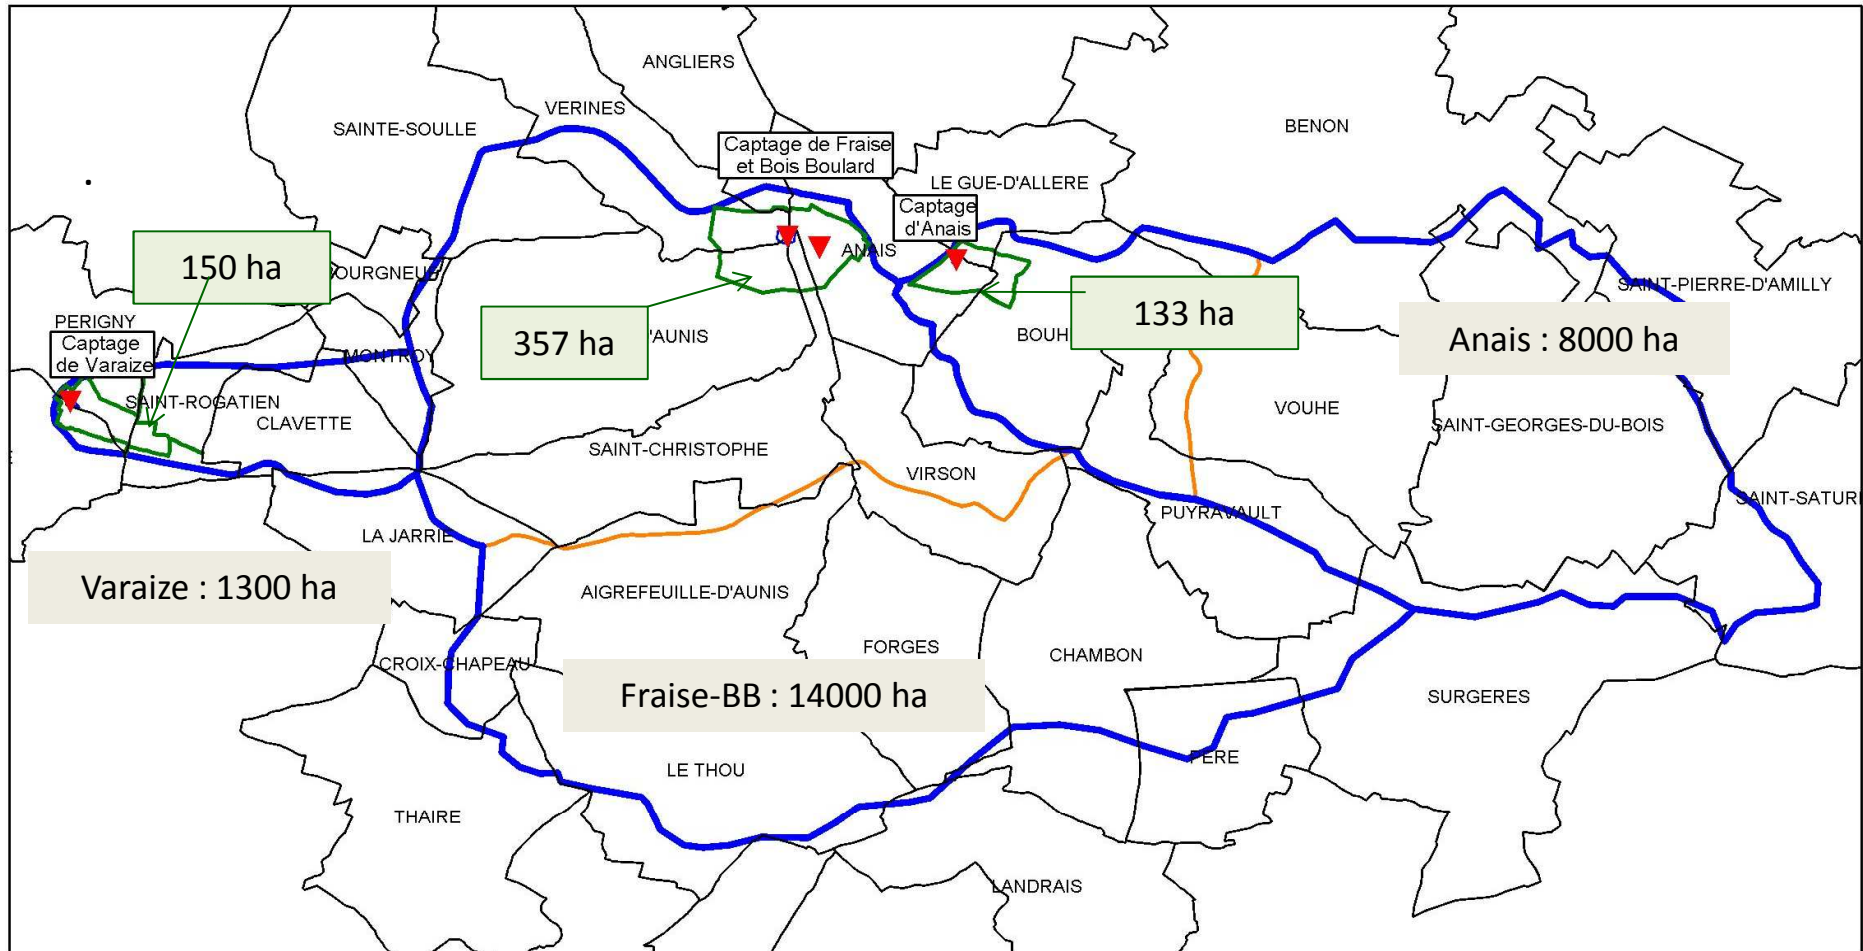 ANGLIERS
VERINES
SAINTE-SOULLE
BENON
Captage de Fraise
et Bois Boulard
LE GUE-D'ALLERE
Captage
d'Anais
ANAIS
150 ha
OURGNEUF
SAINT-PIERRE-D'AMILLY
133 ha
PERIGNY
Captage
de Varaize
357 ha
'AUNIS
BOUH
Anais : 8000 ha
MONTROY
SAINT-ROGATIEN
CLAVETTE
VOUHE
SAINT-GEORGES-DU-BOIS
SAINT-CHRISTOPHE
VIRSON
E
SAINT-SATUR
PUYRAVAULT
LA JARRIE
Varaize : 1300 ha
AIGREFEUILLE-D'AUNIS
FORGES
CHAMBON
CROIX-CHAPEAU
Fraise-BB : 14000 ha
SURGERES
PERE
LE THOU
THAIRE
LANDRAIS